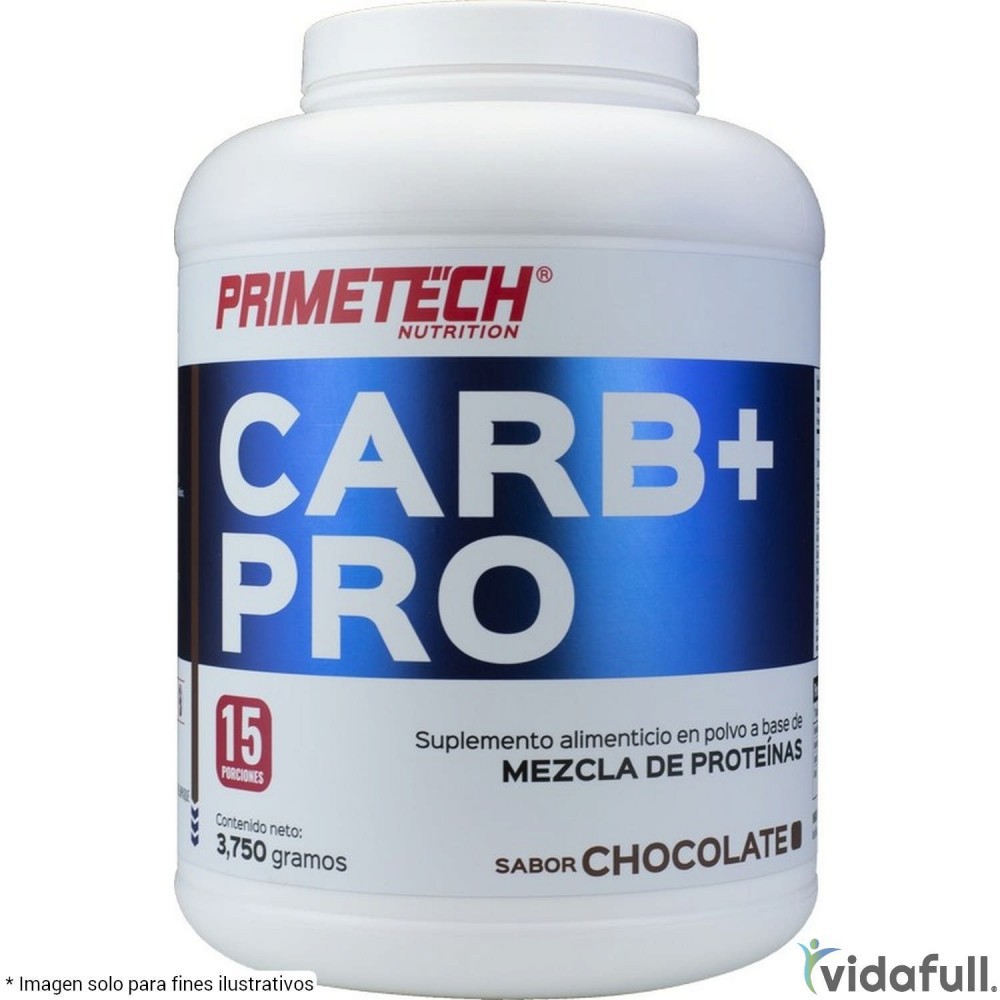 PRIMETECH®
NUTRITION
CARB+
PRO
15
PORCIONES
Suplemento alimenticio en polvo a base de
MEZCLA DE PROTEÍNAS
Contenido neto:
3,750 gramos
SABOR CHOCOLATE
* Imagen solo para fines ilustrativos
vidafull.